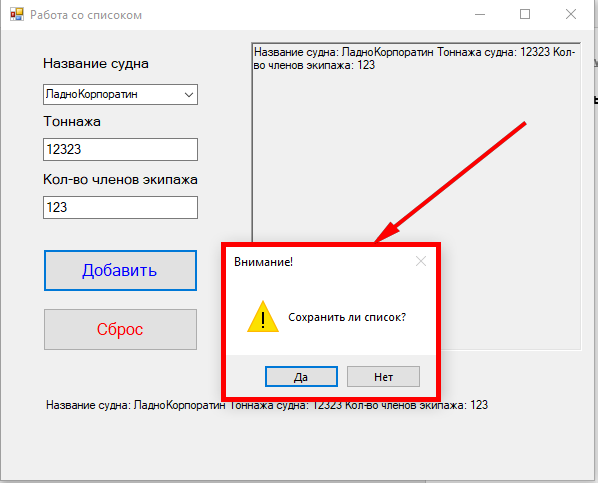 Работа со списоком
Название судна
ЛадноКорпоратин
Тоннажа
12323
Кол-во членов экипажа
123
Добавить
Сброс
Название судна: ЛадноКорпоратин Тоннажа судна: 12323 Кол-
во членов экипажа: 123
Внимание!
Сохранить ли список?
Да
Нет
Название судна: ЛадноКорпоратин Тоннажа судна: 12323 Кол-во членов экипажа: 123